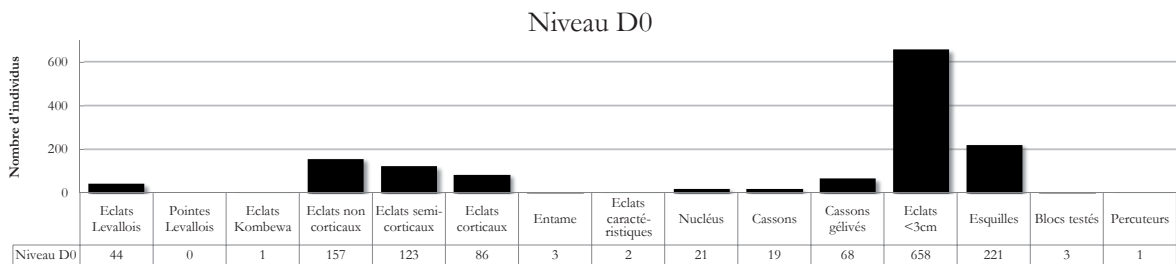 Niveau D0
Nombre d'individus
600
400
200
0
Eclats Levallois
Pointes Levallois
Eclats Kombewa
Eclats non corticaux
Eclats semi-corticaux
Eclats corticaux
Entame
Eclats caracté-ristiques
Nucléus
Cassons
Cassons gélivés
Eclats <3cm
Esquilles
Blocs testés
Percuteurs
Niveau D0 44 0 1 157 123 86 3 2 21 19 68 658 221 3 1